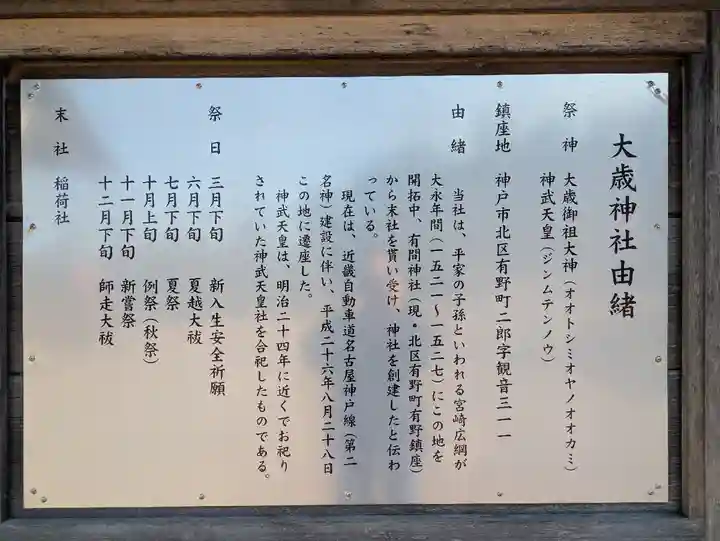 大歳神社由緒
祭神 大歳御祖大神(オオトシミオヤノオオカミ)
神武天皇(ジンムテンノウ)
鎮座地 神戸市北区有野町二郎字観音三一一
由緒 当社は、平家の子孫といわれる宮崎広綱が
大永年間(一五二一〜一五二七)にこの地を
開拓中、有間神社(現・北区有野町有野鎮座)
から末社を貰い受け、神社を創建したと伝わ
っている。
現在は、近畿自動車道名古屋神戸線(第二
名神)建設に伴い、平成二十六年八月二十八日
この地に遷座した。
神武天皇は、明治二十四年に近くでお祀り
されていた神武天皇社を合祀したものである。
祭日 三月下旬 新入生安全祈願
六月下旬 夏越大祓
七月下旬 夏祭
十月上旬 例祭(秋祭)
十一月下旬 新嘗祭
十二月下旬 師走大祓
末社 稲荷社